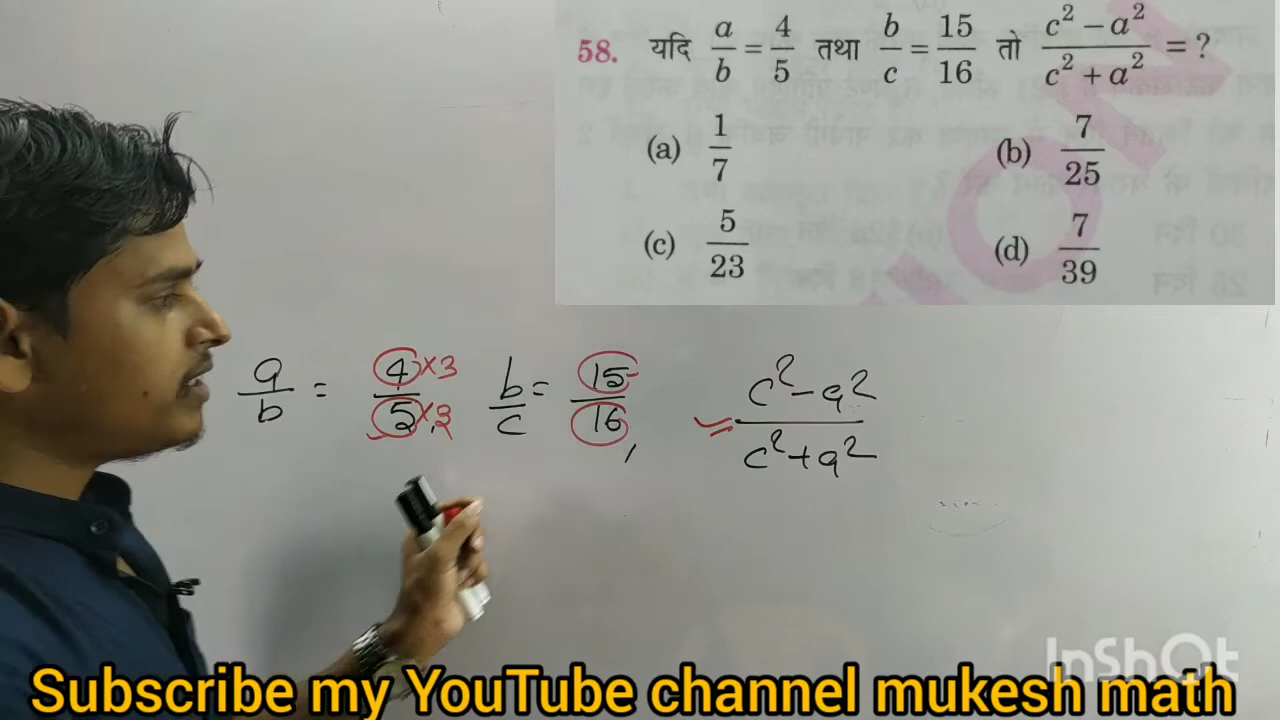 58. यदि a/b = 4/5 तथा b/c = 15/16 तो (c² − a²)/(c² + a²) = ?
(a) 1/7 (b) 7/25
(c) 5/23 (d) 7/39
a/b = 4×3/5×3, b/c = 15/16, (c² − a²)/(c² + a²)
InShOt
Subscribe my YouTube channel mukesh math